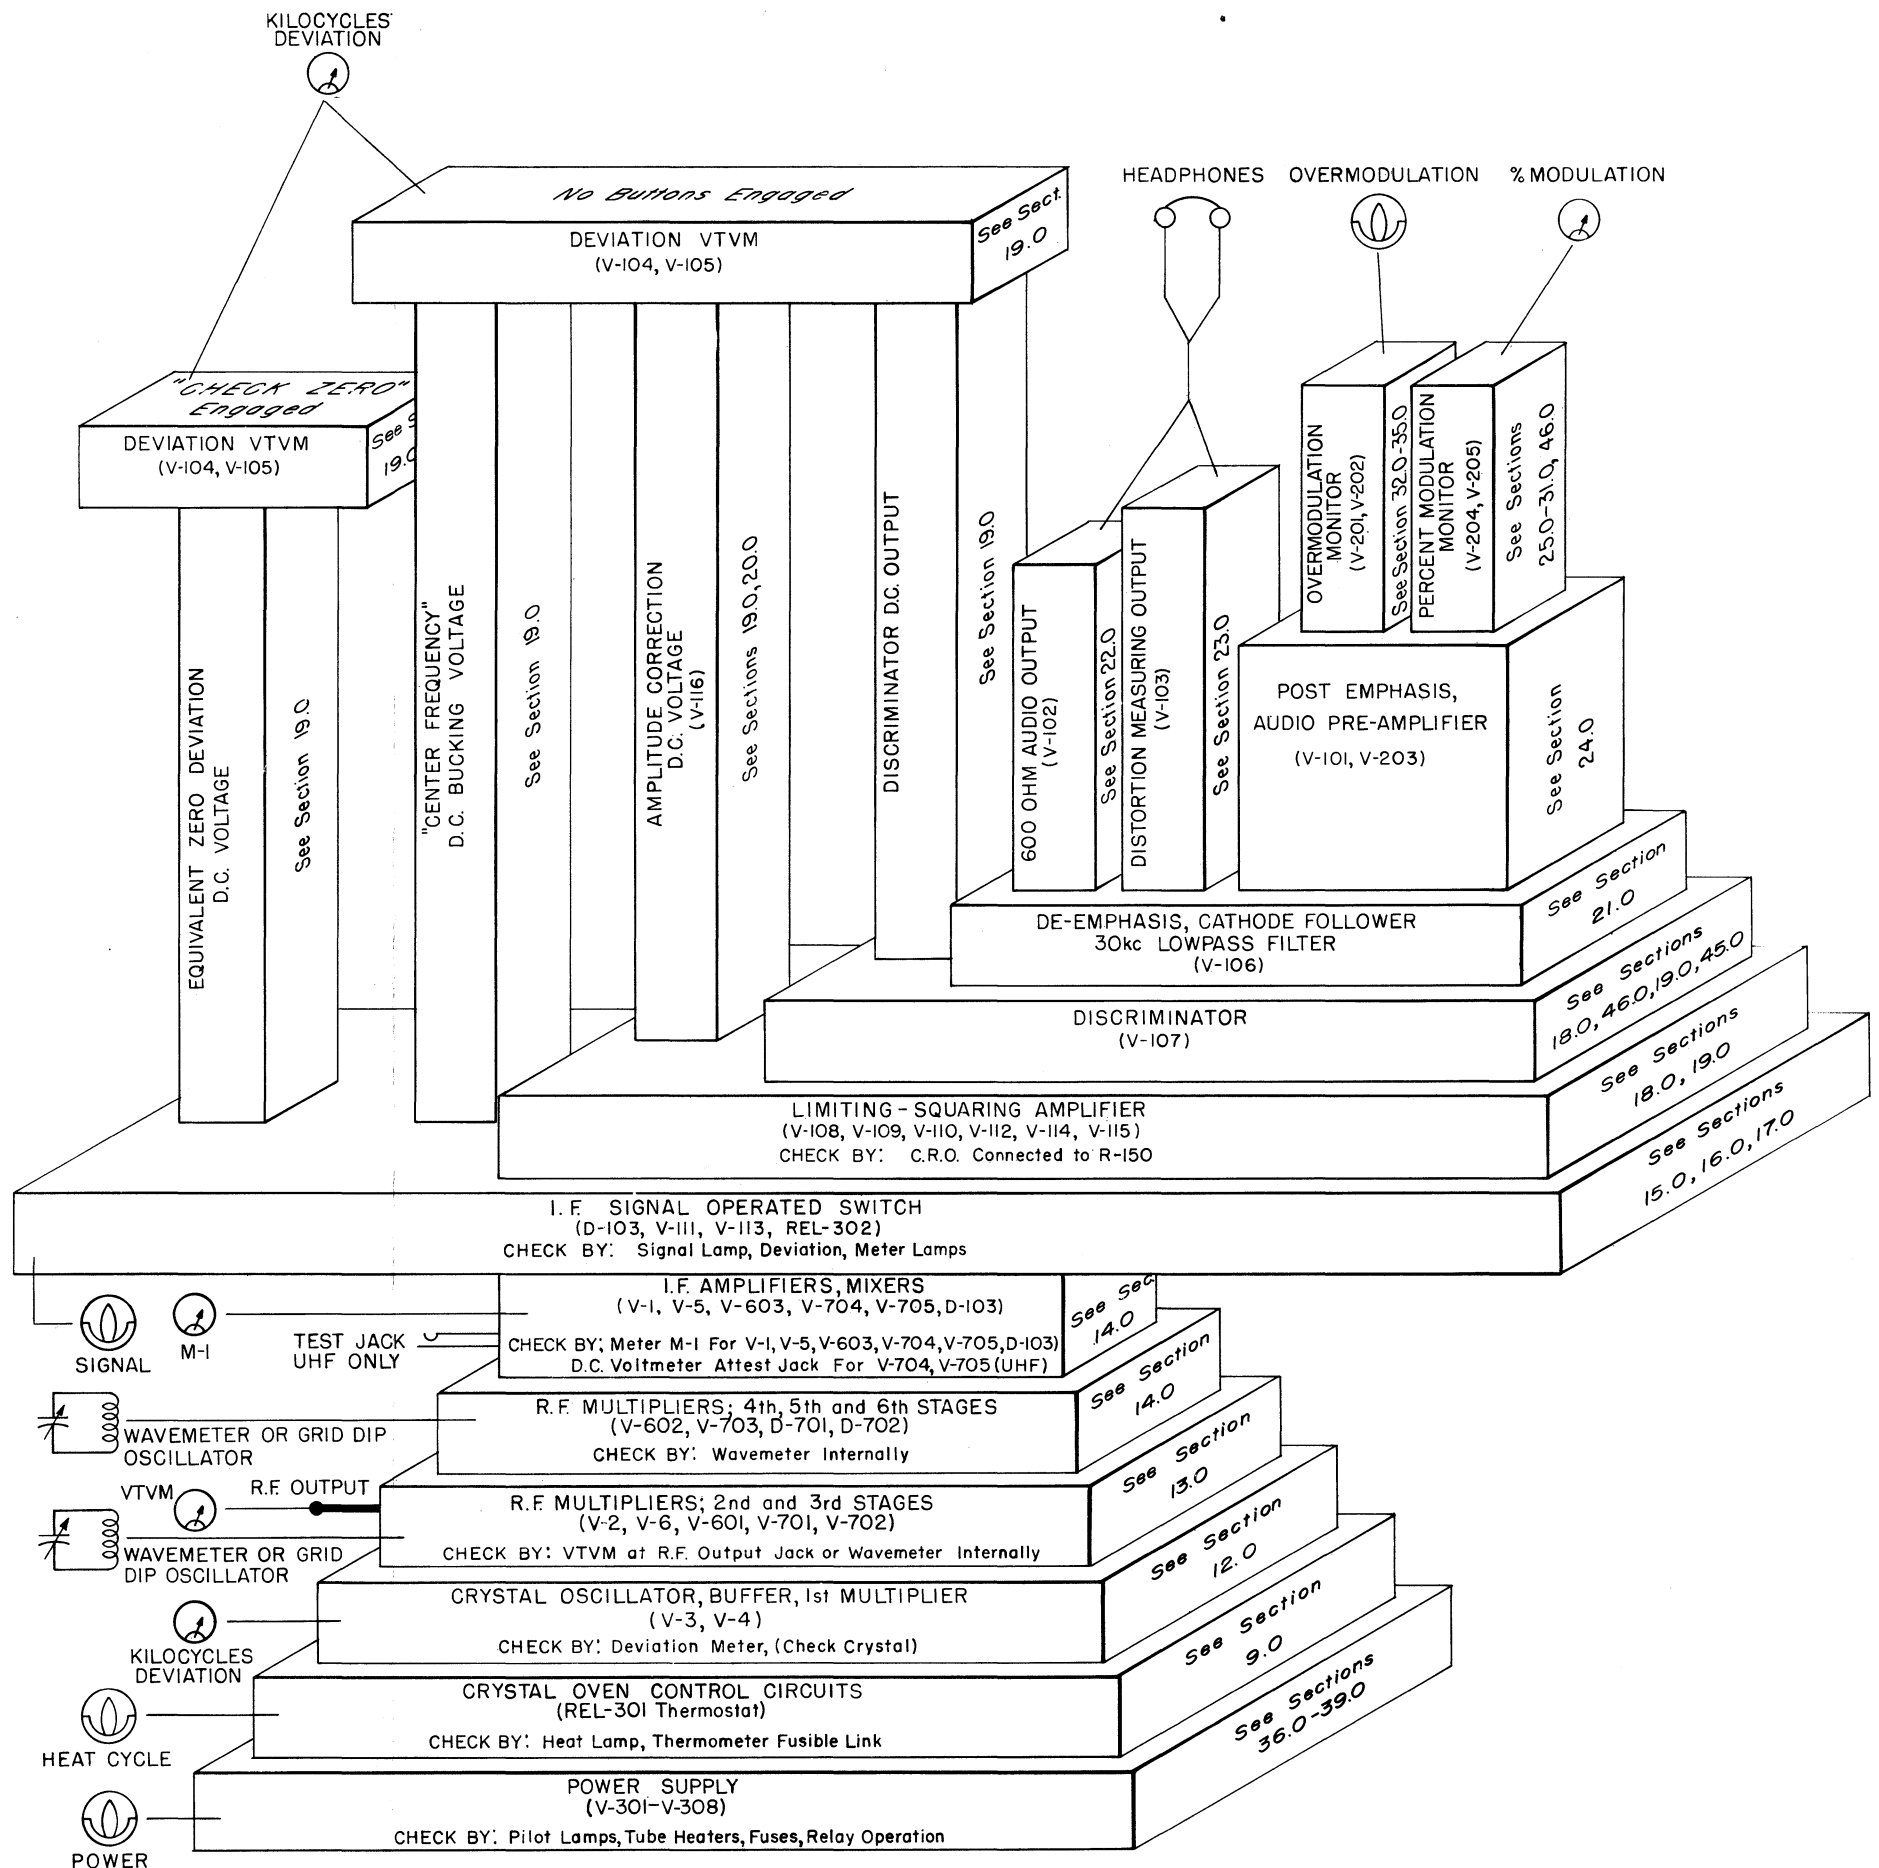 KILOCYCLES
DEVIATION
No Buttons Engaged
See Sect.
19.0
DEVIATION VTVM
(V-104, V-105)
HEADPHONES
OVERMODULATION
% MODULATION
"CHECK ZERO"
Engaged
See S
19.0
DEVIATION VTVM
(V-104, V-105)
EQUIVALENT ZERO DEVIATION
D.C. VOLTAGE
See Section 19.0
"CENTER FREQUENCY"
D.C. BUCKING VOLTAGE
See Section 19.0
AMPLITUDE CORRECTION
D.C. VOLTAGE
(V-116)
See Sections 19.0,20.0
DISCRIMINATOR D.C. OUTPUT
See Section 19.0
600 OHM AUDIO OUTPUT
(V-102)
See Section 22.0
DISTORTION MEASURING OUTPUT
(V-103)
See Section 23.0
OVERMODULATION
MONITOR
(V-201, V-202)
See Section 32.0-35.0
PERCENT MODULATION
MONITOR
(V-204, V-205)
See Sections
25.0-31.0, 46.0
POST EMPHASIS,
AUDIO PRE-AMPLIFIER
(V-101, V-203)
See Section
24.0
DE-EMPHASIS, CATHODE FOLLOWER
30kc LOWPASS FILTER
(V-106)
See Section
21.0
DISCRIMINATOR
(V-107)
See Sections
18.0, 46.0, 19.0, 45.0
LIMITING-SQUARING AMPLIFIER
(V-108, V-109, V-110, V-112, V-114, V-115)
CHECK BY: C.R.O. Connected to R-150
See Sections
18.0, 19.0
I.F. SIGNAL OPERATED SWITCH
(D-103, V-111, V-113, REL-302)
CHECK BY: Signal Lamp, Deviation, Meter Lamps
See Sections
15.0, 16.0, 17.0
SIGNAL
M-1
TEST JACK
UHF ONLY
I.F. AMPLIFIERS, MIXERS
(V-1, V-5, V-603, V-704, V-705, D-103)
CHECK BY; Meter M-1 For V-1, V-5, V-603, V-704, V-705, D-103)
D.C. Voltmeter Attest Jack For V-704, V-705 (UHF)
See Sec
14.0
WAVEMETER OR GRID DIP
OSCILLATOR
R.F. MULTIPLIERS; 4th, 5th and 6th STAGES
(V-602, V-703, D-701, D-702)
CHECK BY: Wavemeter Internally
See Section
14.0
VTVM
R.F. OUTPUT
WAVEMETER OR GRID
DIP OSCILLATOR
R.F. MULTIPLIERS; 2nd and 3rd STAGES
(V-2, V-6, V-601, V-701, V-702)
CHECK BY: VTVM at R.F. Output Jack or Wavemeter Internally
See Section
13.0
KILOCYCLES
DEVIATION
CRYSTAL OSCILLATOR, BUFFER, 1st MULTIPLIER
(V-3, V-4)
CHECK BY: Deviation Meter, (Check Crystal)
See Section
12.0
HEAT CYCLE
CRYSTAL OVEN CONTROL CIRCUITS
(REL-301 Thermostat)
CHECK BY: Heat Lamp, Thermometer Fusible Link
See Section
9.0
POWER
POWER SUPPLY
(V-301-V-308)
CHECK BY: Pilot Lamps, Tube Heaters, Fuses, Relay Operation
See Sections
36.0-39.0